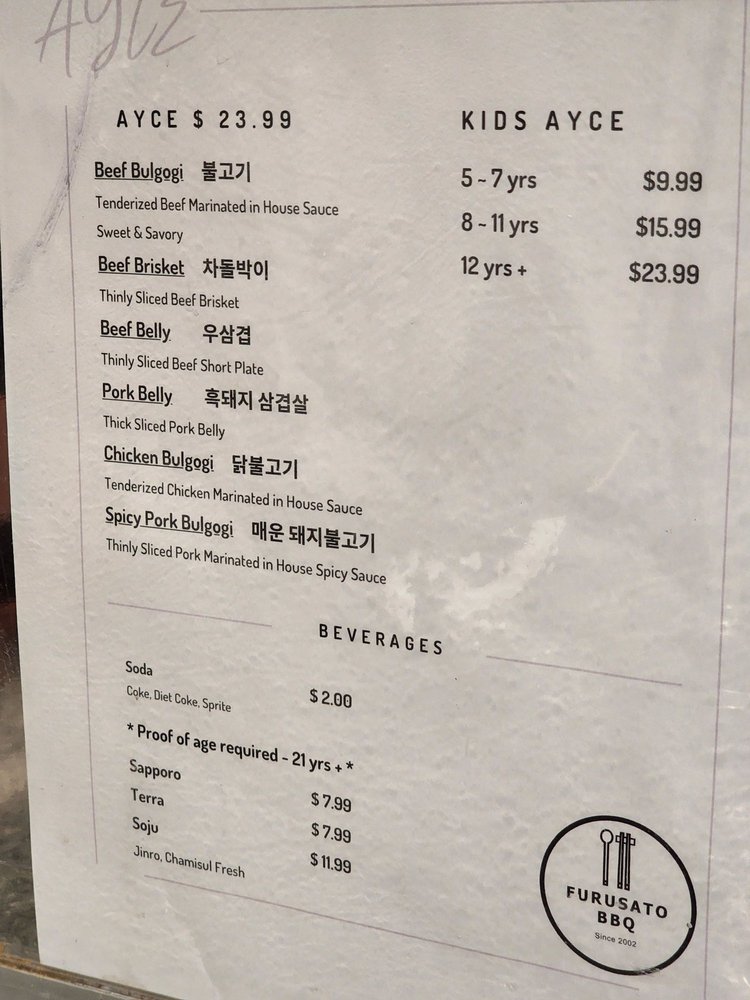 AYCE
AYCE $ 23.99
Beef Bulgogi 불고기
Tenderized Beef Marinated in House Sauce
Sweet & Savory
Beef Brisket 차돌박이
Thinly Sliced Beef Brisket
Beef Belly 우삼겹
Thinly Sliced Beef Short Plate
Pork Belly 흑돼지 삼겹살
Thick Sliced Pork Belly
Chicken Bulgogi 닭불고기
Tenderized Chicken Marinated in House Sauce
Spicy Pork Bulgogi 매운 돼지불고기
Thinly Sliced Pork Marinated in House Spicy Sauce
KIDS AYCE
5 ~ 7 yrs $9.99
8 ~ 11 yrs $15.99
12 yrs + $23.99
BEVERAGES
Soda
Coke, Diet Coke, Sprite $ 2.00
* Proof of age required - 21 yrs + *
Sapporo $ 7.99
Terra $ 7.99
Soju $ 11.99
Jinro, Chamisul Fresh
FURUSATO
BBQ
Since 2002